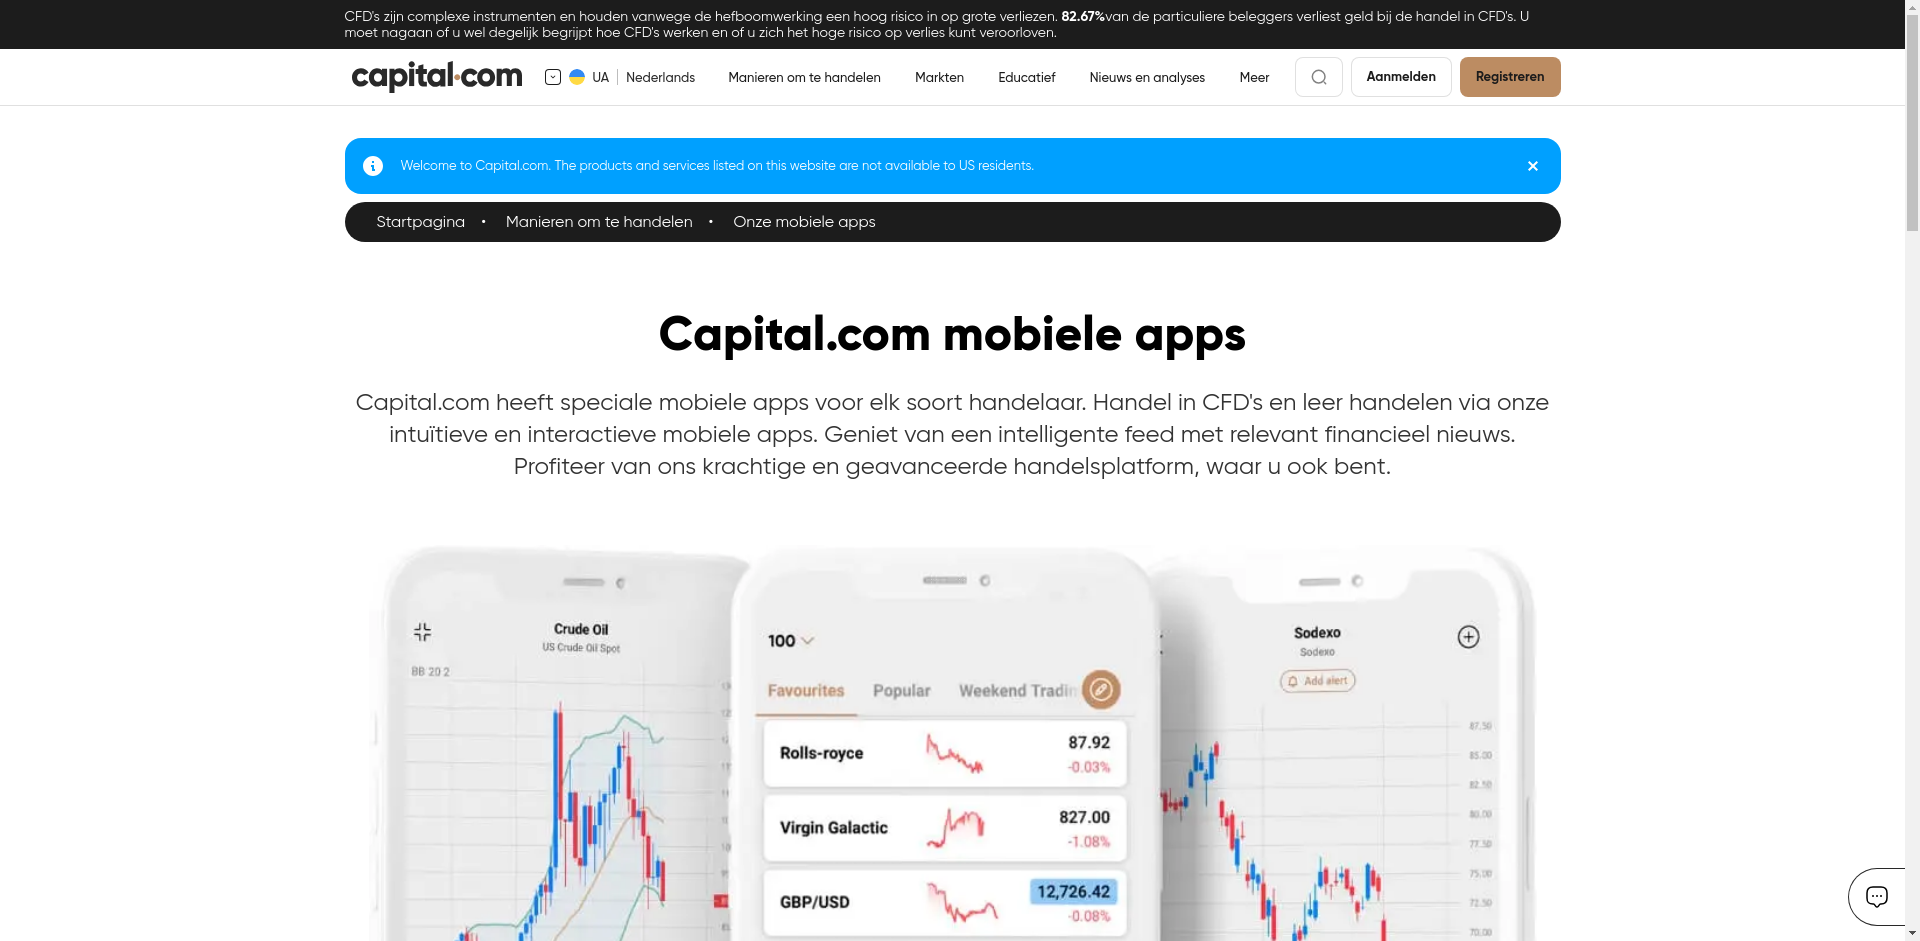 CFD's zijn complexe instrumenten en houden vanwege de hefboomwerking een hoog risico in op grote verliezen. 82.67%van de particuliere beleggers verliest geld bij de handel in CFD's. U
moet nagaan of u wel degelijk begrijpt hoe CFD's werken en of u zich het hoge risico op verlies kunt veroorloven.
capital.com UA Nederlands Manieren om te handelen Markten Educatief Nieuws en analyses Meer Aanmelden Registreren
Welcome to Capital.com. The products and services listed on this website are not available to US residents.
Startpagina • Manieren om te handelen • Onze mobiele apps
Capital.com mobiele apps
Capital.com heeft speciale mobiele apps voor elk soort handelaar. Handel in CFD's en leer handelen via onze
intuïtieve en interactieve mobiele apps. Geniet van een intelligente feed met relevant financieel nieuws.
Profiteer van ons krachtige en geavanceerde handelsplatform, waar u ook bent.
Crude Oil
US Crude Oil Spot
BB 20 2
100
Favourites Popular Weekend Tradin
Rolls-royce 87.92
-0.03%
Virgin Galactic 827.00
-1.08%
GBP/USD 12,726.42
-0.08%
Sodexo
Sodexo
Add alert
87.50
85.00
82.50
80.00
77.50
75.00
72.50
70.00